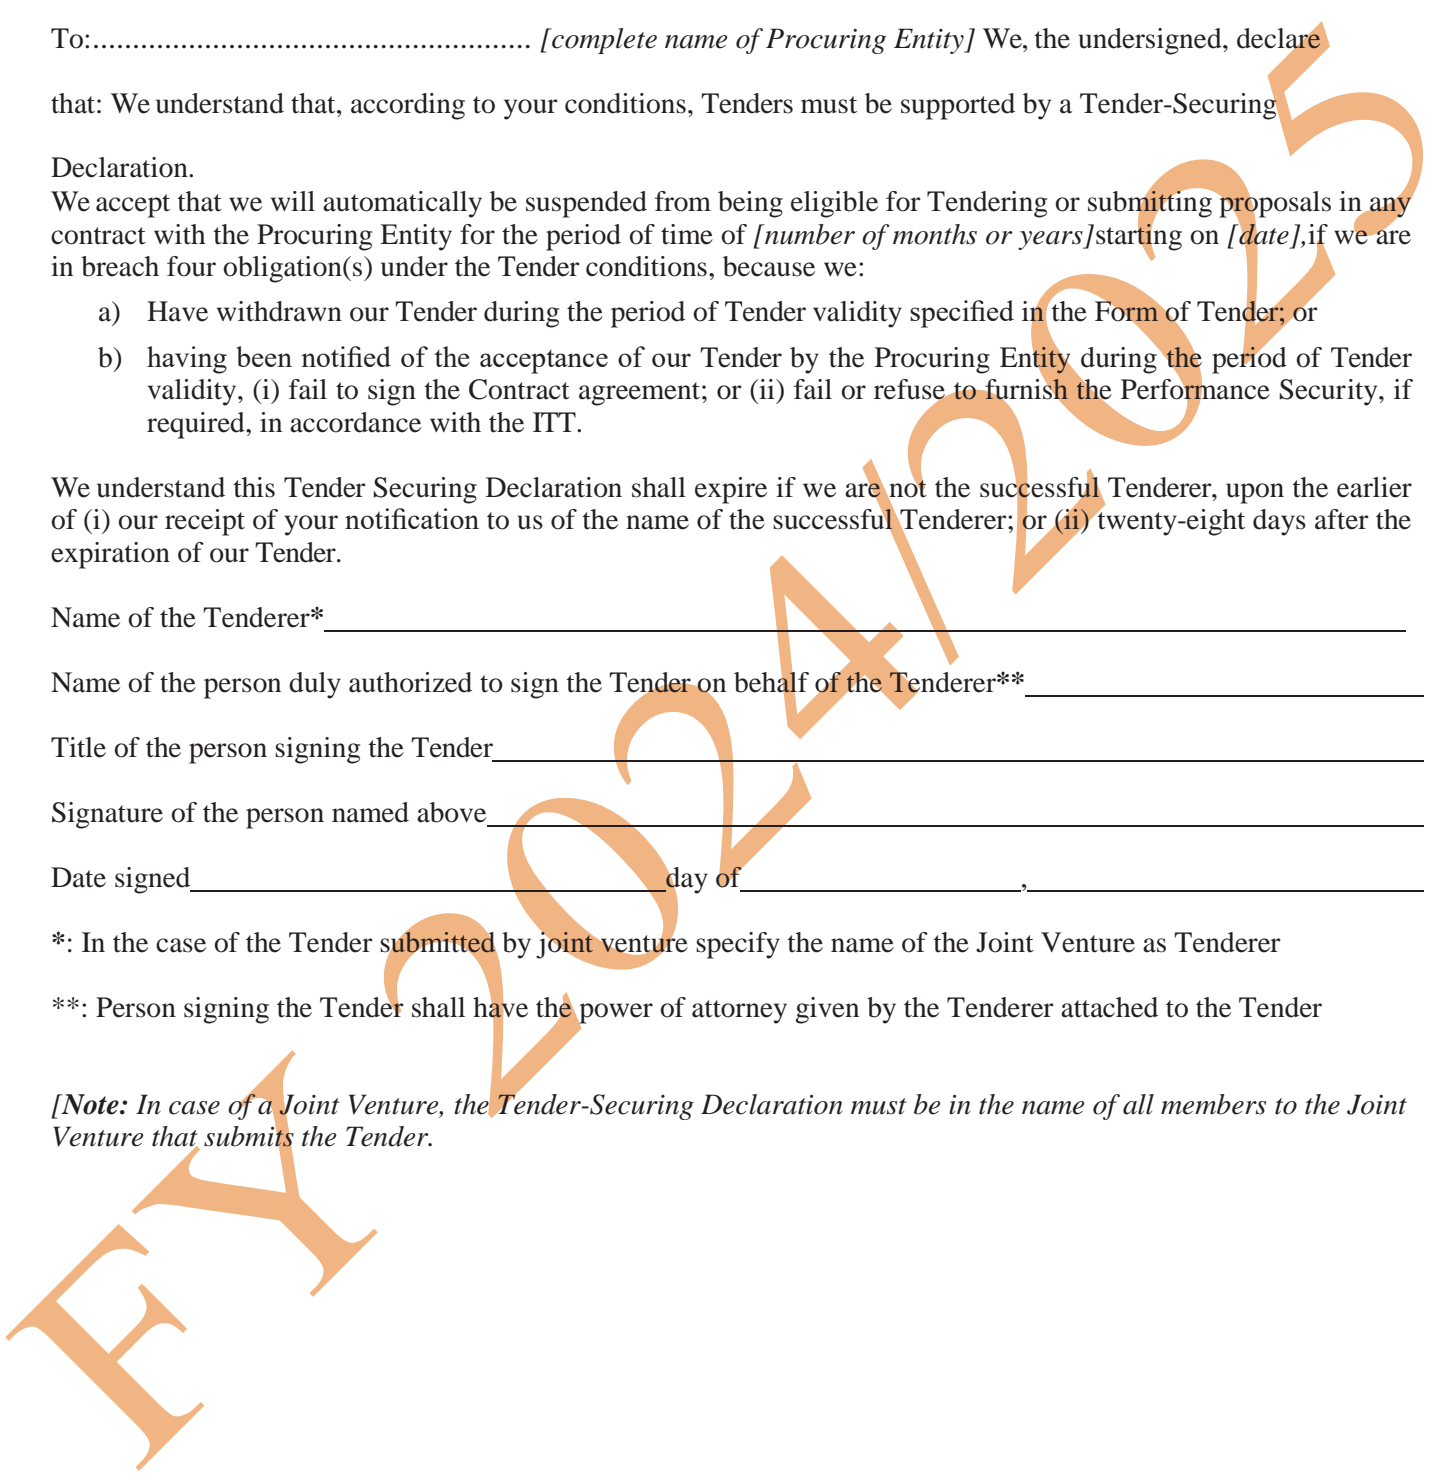 To:....................................................... [complete name of Procuring Entity] We, the undersigned, declare
that: We understand that, according to your conditions, Tenders must be supported by a Tender-Securing
Declaration.
We accept that we will automatically be suspended from being eligible for Tendering or submitting proposals in any
contract with the Procuring Entity for the period of time of [number of months or years]starting on [date],if we are
in breach four obligation(s) under the Tender conditions, because we:
a) Have withdrawn our Tender during the period of Tender validity specified in the Form of Tender; or
b) having been notified of the acceptance of our Tender by the Procuring Entity during the period of Tender
validity, (i) fail to sign the Contract agreement; or (ii) fail or refuse to furnish the Performance Security, if
required, in accordance with the ITT.
We understand this Tender Securing Declaration shall expire if we are not the successful Tenderer, upon the earlier
of (i) our receipt of your notification to us of the name of the successful Tenderer; or (ii) twenty-eight days after the
expiration of our Tender.
Name of the Tenderer*
Name of the person duly authorized to sign the Tender on behalf of the Tenderer**
Title of the person signing the Tender
Signature of the person named above
Date signed day of ,
*: In the case of the Tender submitted by joint venture specify the name of the Joint Venture as Tenderer
**: Person signing the Tender shall have the power of attorney given by the Tenderer attached to the Tender
[Note: In case of a Joint Venture, the Tender-Securing Declaration must be in the name of all members to the Joint
Venture that submits the Tender.
FY 2024/2025